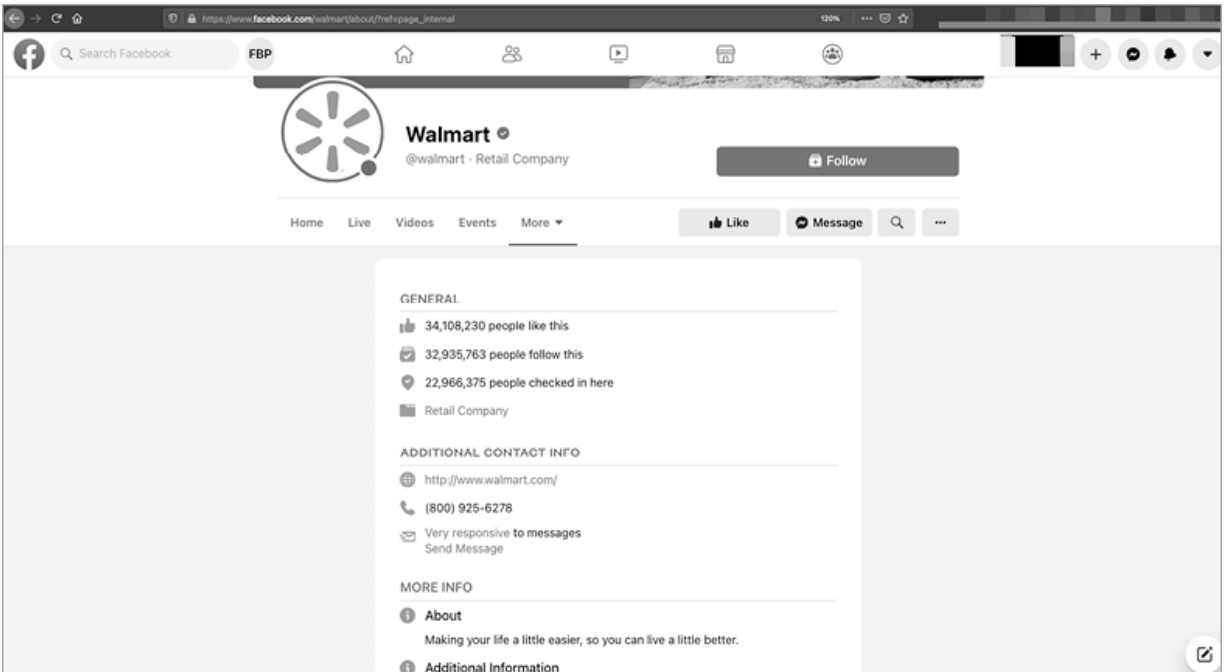 https://www.facebook.com/walmart/about/?ref=page_internal
120%
Search Facebook
FBP
Walmart
@walmart · Retail Company
Follow
Home Live Videos Events More
Like Message
GENERAL
34,108,230 people like this
32,935,763 people follow this
22,966,375 people checked in here
Retail Company
ADDITIONAL CONTACT INFO
http://www.walmart.com/
(800) 925-6278
Very responsive to messages
Send Message
MORE INFO
About
Making your life a little easier, so you can live a little better.
Additional Information